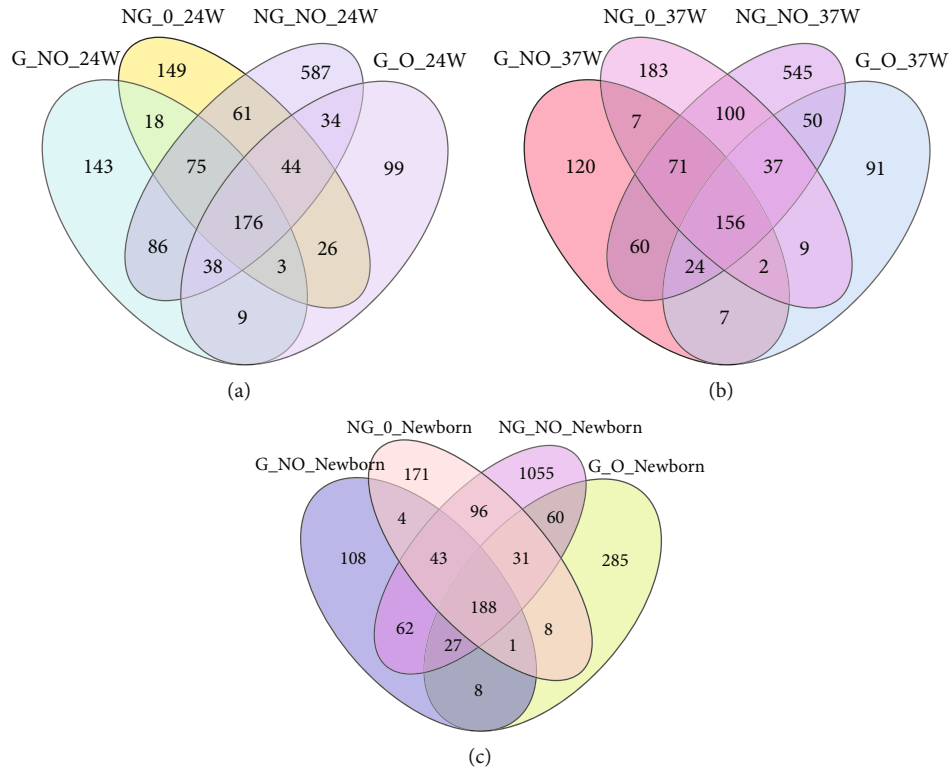 NG_0_24W NG_NO_24W
G_NO_24W G_O_24W
149 587
18 61 34
143 75 44 99
176
86 38 3 26
9
(a)
NG_0_37W NG_NO_37W
G_NO_37W G_O_37W
183 545
7 100 50
120 71 37 91
156
60 24 2 9
7
(b)
NG_0_Newborn NG_NO_Newborn
G_NO_Newborn G_O_Newborn
171 1055
4 96 60
108 43 31 285
188
62 27 1 8
8
(c)